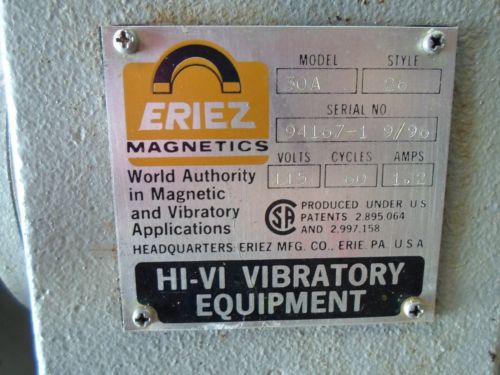 ERIEZ
MAGNETICS
World Authority
in Magnetic
and Vibratory
Applications
MODEL STYLE
30A 26
SERIAL NO
94167-1 9/96
VOLTS CYCLES AMPS
115 60 1.2
CSA
PRODUCED UNDER U S
PATENTS 2.895.064
AND 2,997,158
HEADQUARTERS: ERIEZ MFG. CO., ERIE, PA. U.S.A
HI-VI VIBRATORY
EQUIPMENT